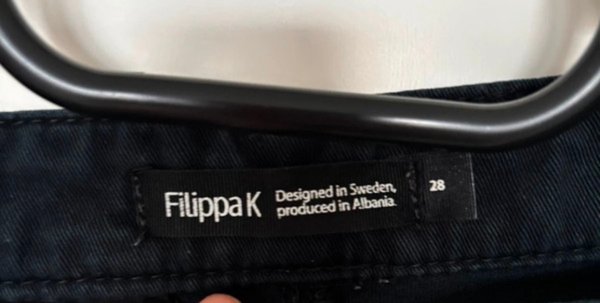 Filippa K
Designed in Sweden,
produced in Albania.
28